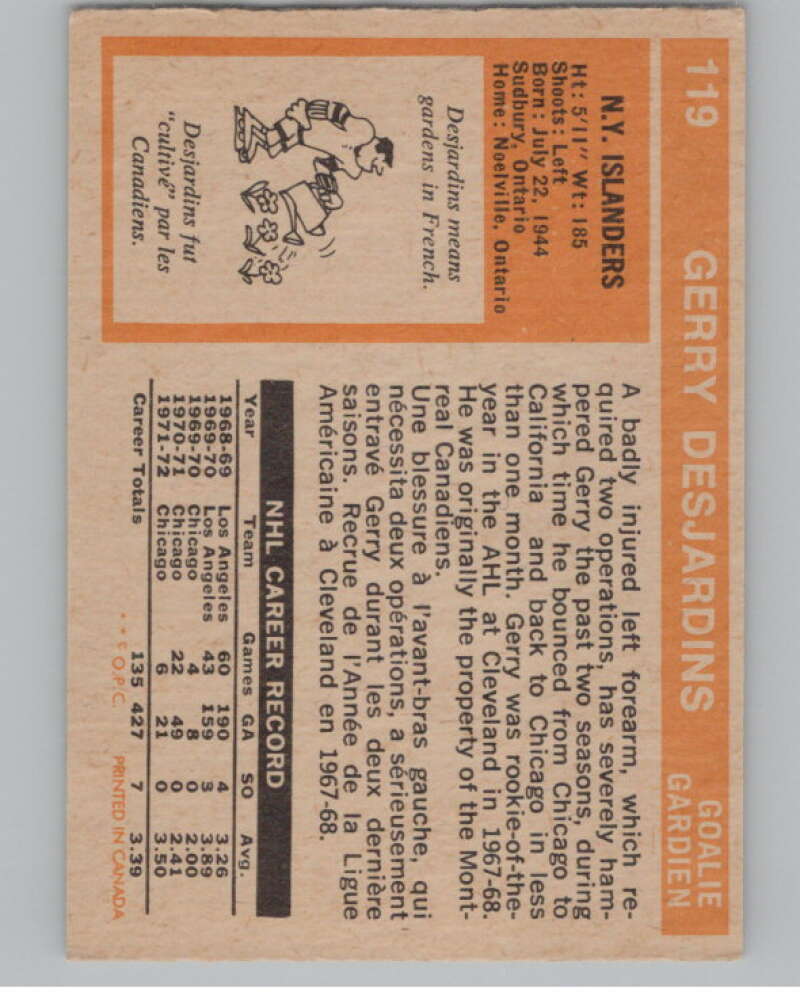 119 GERRY DESJARDINS GOALIE
GARDIEN
N.Y. ISLANDERS
Ht: 5'11" Wt: 185
Shoots: Left
Born: July 22, 1944
Sudbury, Ontario
Home: Noelville, Ontario
Desjardins means
gardens in French.
Desjardins fut
"cultivé" par les
Canadiens.
A badly injured left forearm, which re-
quired two operations, has severely ham-
pered Gerry the past two seasons, during
which time he bounced from Chicago to
California and back to Chicago in less
than one month. Gerry was rookie-of-the-
year in the AHL at Cleveland in 1967-68.
He was originally the property of the Mont-
real Canadiens.
Une blessure à l'avant-bras gauche, qui
nécessita deux opérations, a sérieusement
entravé Gerry durant les deux dernière
saisons. Recrue de l'Année de la Ligue
Américaine à Cleveland en 1967-68.
NHL CAREER RECORD
Year Team Games GA SO Avg.
1968-69 Los Angeles 60 190 4 3.26
1969-70 Los Angeles 43 159 3 3.89
1969-70 Chicago 4 8 0 2.00
1970-71 Chicago 22 49 0 2.41
1971-72 Chicago 6 21 0 3.50
Career Totals 135 427 7 3.39
O.P.C. PRINTED IN CANADA